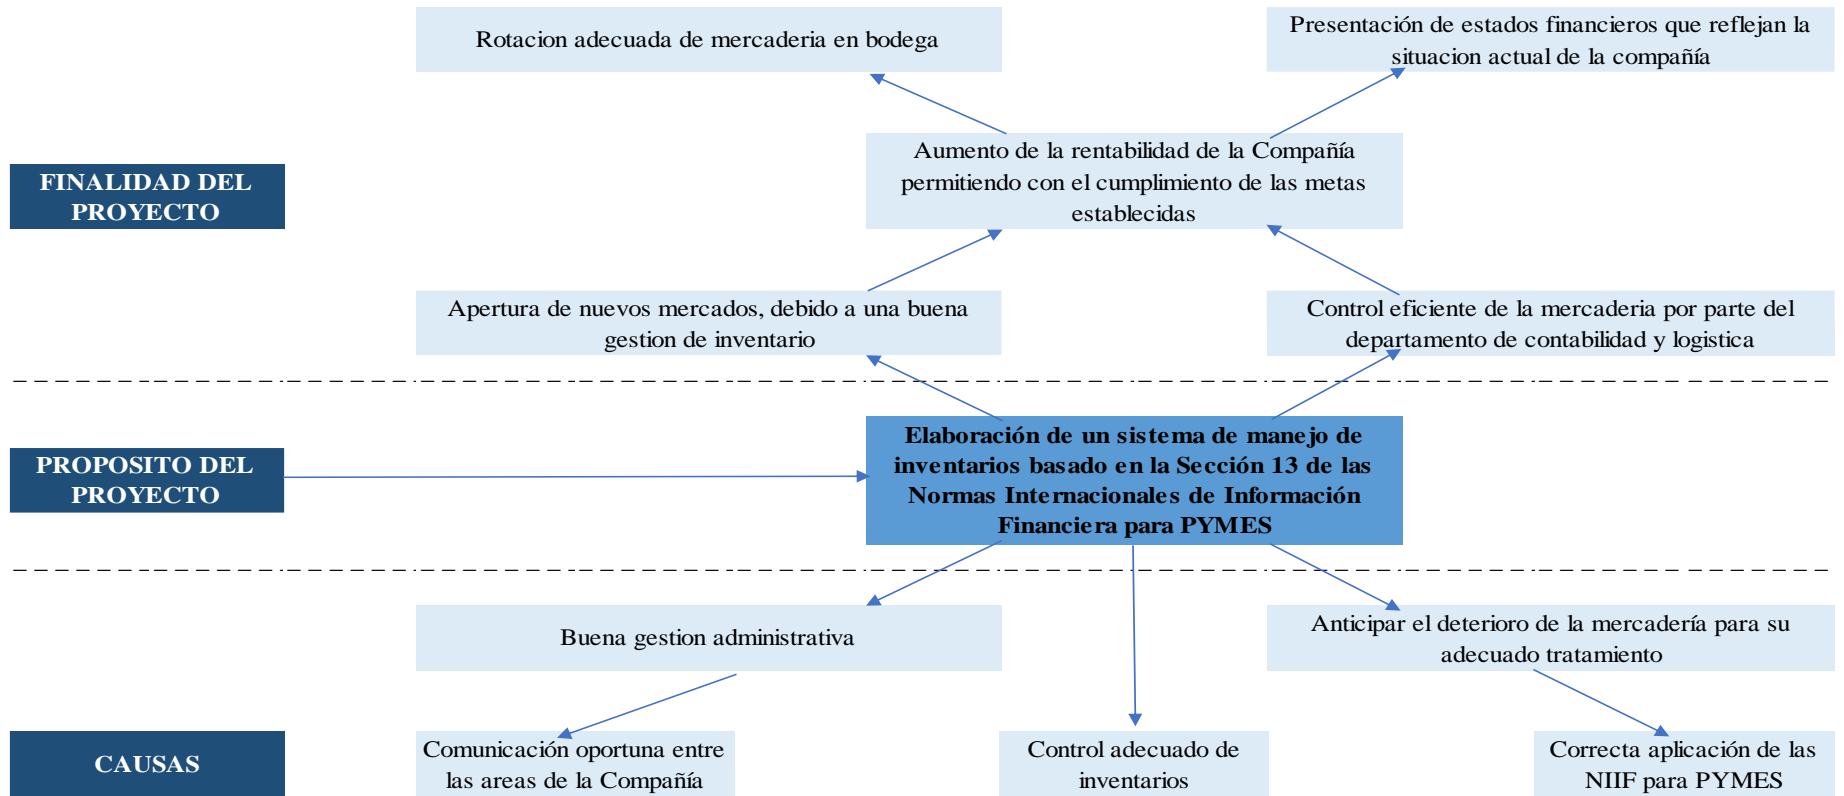 Rotacion adecuada de mercaderia en bodega
Presentación de estados financieros que reflejan la
situacion actual de la compañía
FINALIDAD DEL
PROYECTO
Aumento de la rentabilidad de la Compañía
permitiendo con el cumplimiento de las metas
establecidas
Apertura de nuevos mercados, debido a una buena
gestion de inventario
Control eficiente de la mercaderia por parte del
departamento de contabilidad y logistica
PROPOSITO DEL
PROYECTO
Elaboración de un sistema de manejo de
inventarios basado en la Sección 13 de las
Normas Internacionales de Información
Financiera para PYMES
Buena gestion administrativa
Anticipar el deterioro de la mercadería para su
adecuado tratamiento
CAUSAS
Comunicación oportuna entre
las areas de la Compañía
Control adecuado de
inventarios
Correcta aplicación de las
NIIF para PYMES